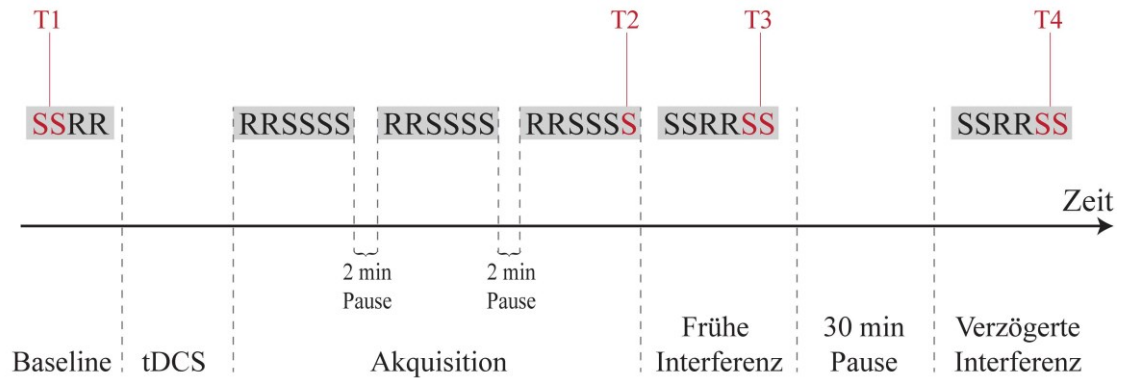 T1 T2 T3 T4
SSRR RRSSSS RRSSSS RRSSSS SSRRSS SSRRSS
Zeit
2 min 2 min
Pause Pause
Frühe 30 min Verzögerte
Baseline tDCS Akquisition Interferenz Pause Interferenz